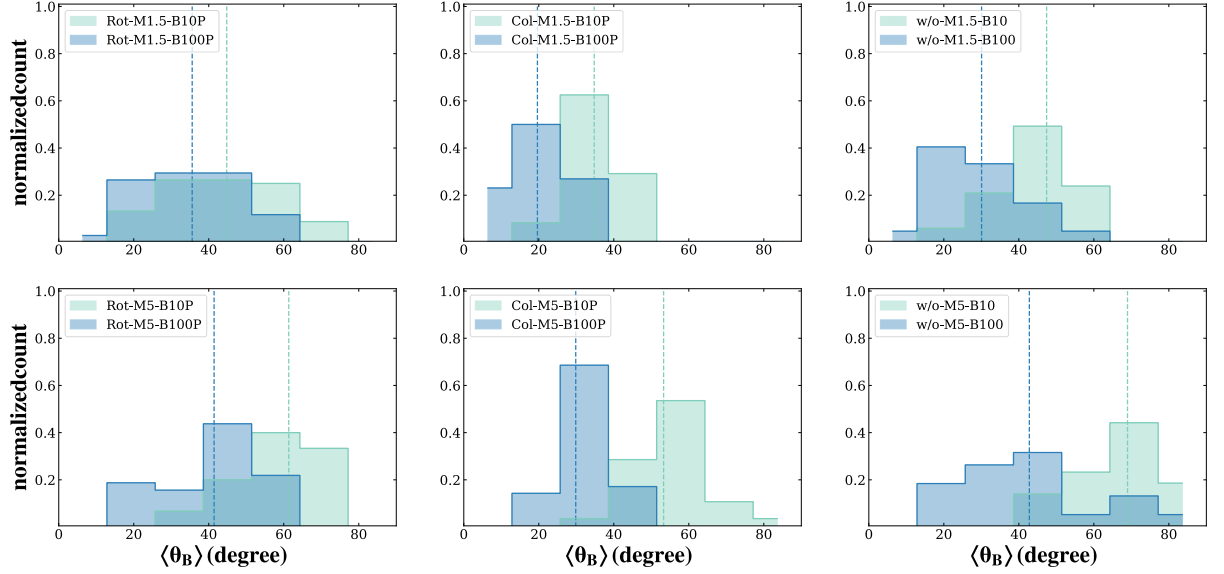 Rot-M1.5-B10P
Rot-M1.5-B100P
normalizedcount
1.0
0.8
0.6
0.4
0.2
0 20 40 60 80
Col-M1.5-B10P
Col-M1.5-B100P
1.0
0.8
0.6
0.4
0.2
0 20 40 60 80
w/o-M1.5-B10
w/o-M1.5-B100
1.0
0.8
0.6
0.4
0.2
0 20 40 60 80
Rot-M5-B10P
Rot-M5-B100P
normalizedcount
1.0
0.8
0.6
0.4
0.2
0 20 40 60 80
⟨θ_B⟩ (degree)
Col-M5-B10P
Col-M5-B100P
1.0
0.8
0.6
0.4
0.2
0 20 40 60 80
⟨θ_B⟩ (degree)
w/o-M5-B10
w/o-M5-B100
1.0
0.8
0.6
0.4
0.2
0 20 40 60 80
⟨θ_B⟩ (degree)